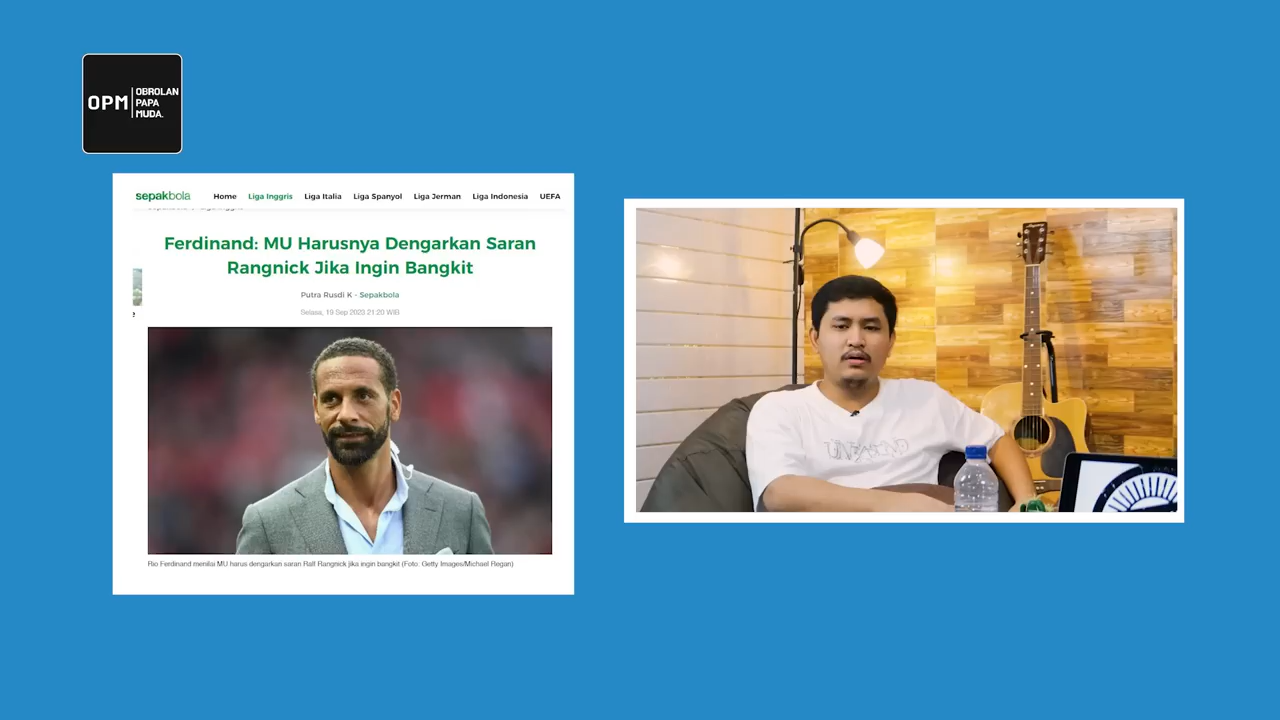 OPM
OBROLAN
PAPA
MUDA.
sepakbola Home Liga Inggris Liga Italia Liga Spanyol Liga Jerman Liga Indonesia UEFA
Ferdinand: MU Harusnya Dengarkan Saran
Rangnick Jika Ingin Bangkit
Putra Rusdi K - Sepakbola
Selasa, 19 Sep 2023 21:20 WIB
e
Rio Ferdinand menilai MU harus dengarkan saran Ralf Rangnick jika ingin bangkit (Foto: Getty Images/Michael Regan)